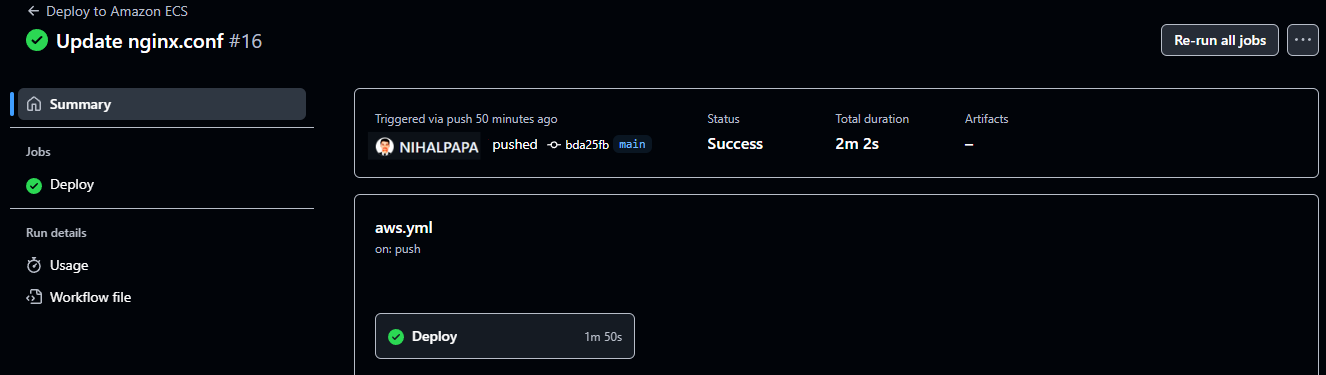 ← Deploy to Amazon ECS
Update nginx.conf #16
Re-run all jobs ...
Summary
Jobs
Deploy
Run details
Usage
Workflow file
Triggered via push 50 minutes ago
NIHALPAPA pushed bda25fb main
Status
Success
Total duration
2m 2s
Artifacts
–
aws.yml
on: push
Deploy 1m 50s